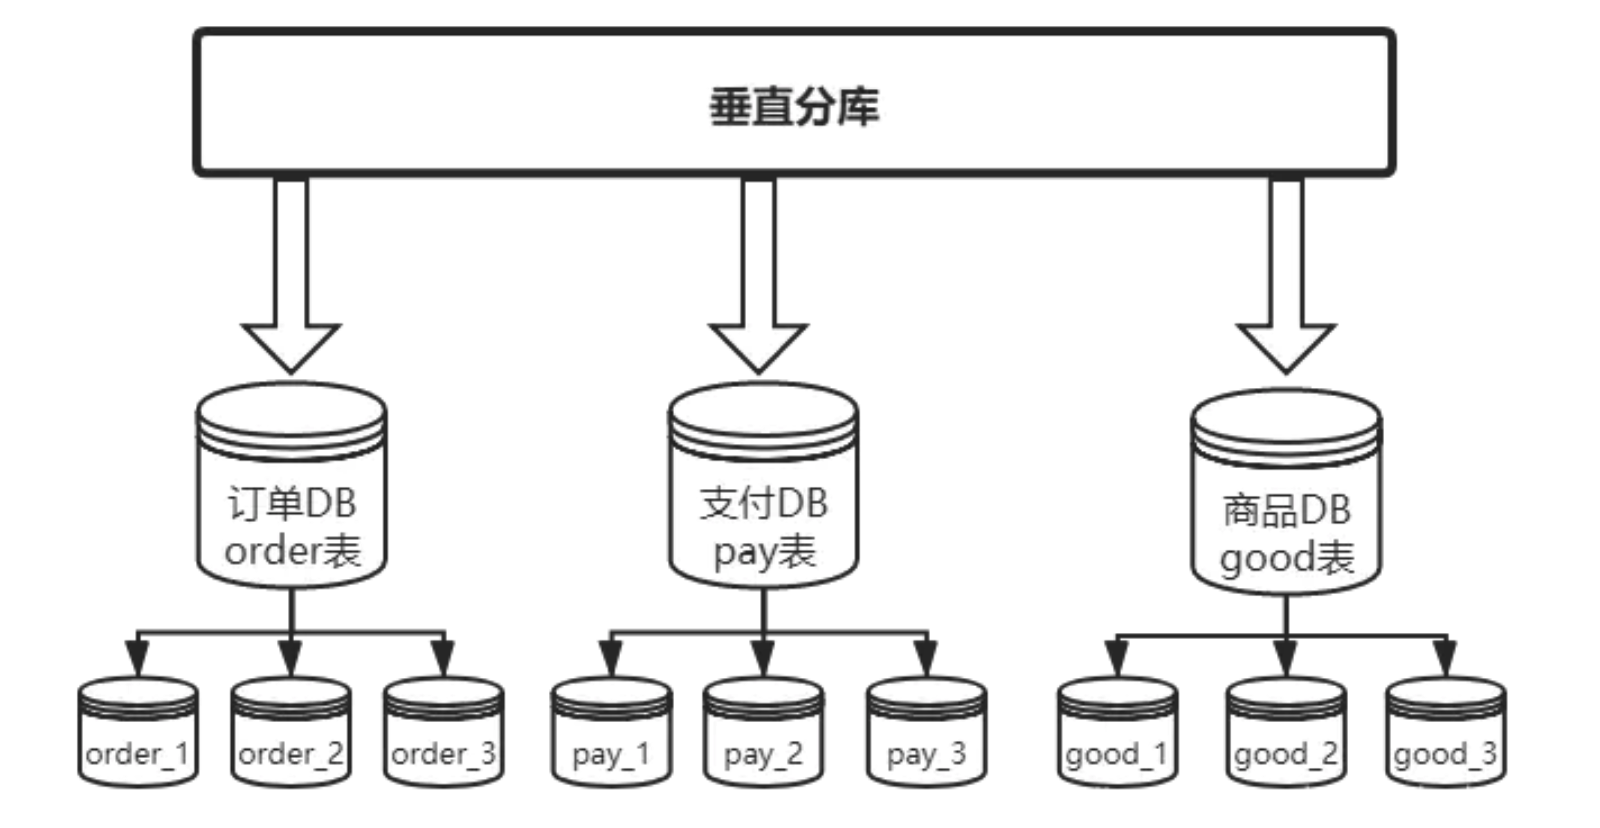 垂直分库
订单DB
order表
支付DB
pay表
商品DB
good表
order_1
order_2
order_3
pay_1
pay_2
pay_3
good_1
good_2
good_3